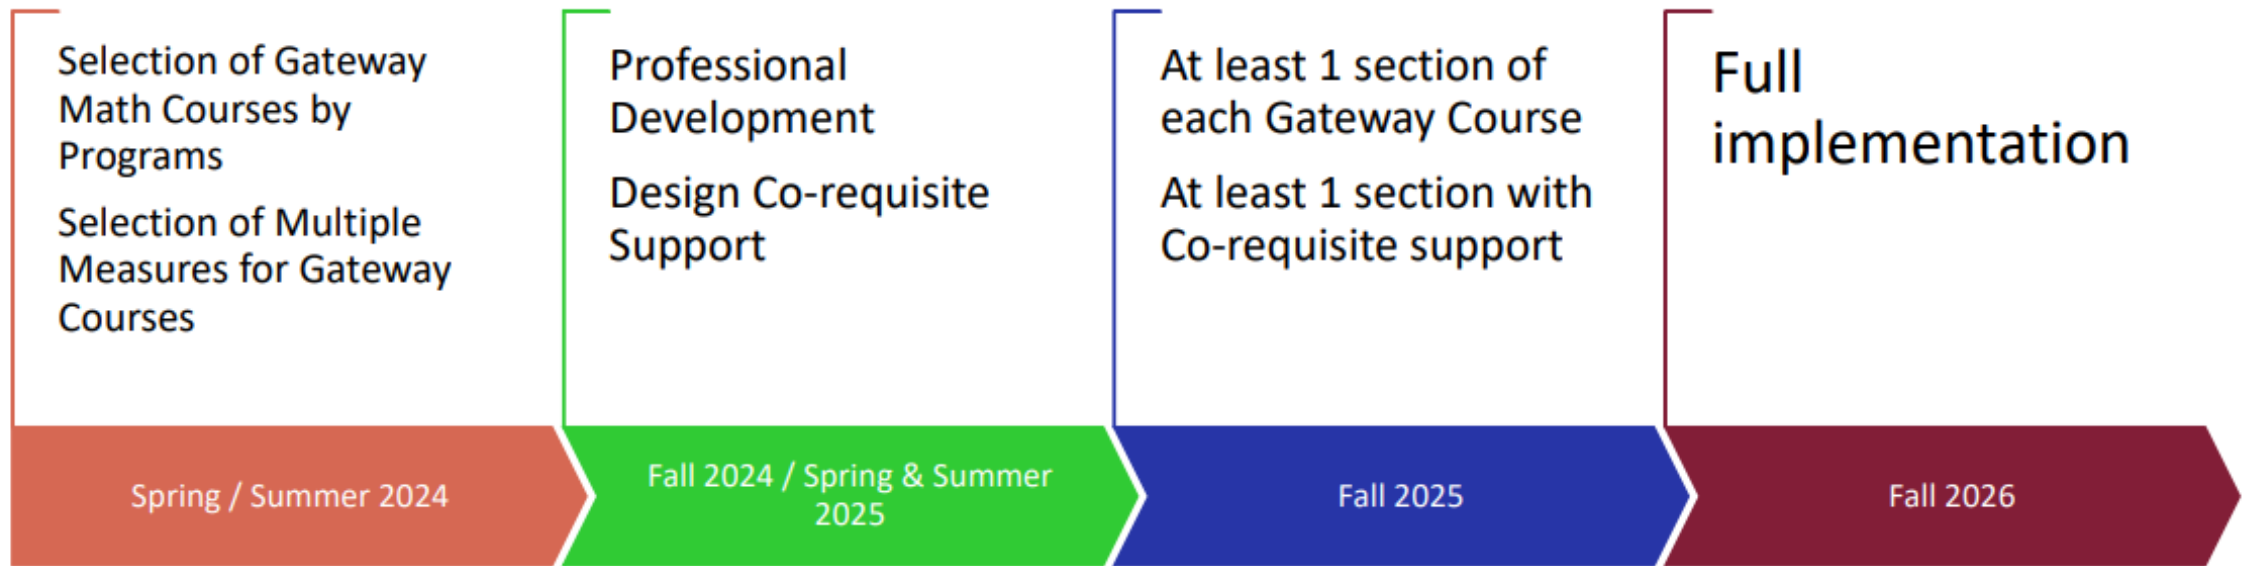 Selection of Gateway
Math Courses by
Programs
Selection of Multiple
Measures for Gateway
Courses
Spring / Summer 2024
Professional
Development
Design Co-requisite
Support
Fall 2024 / Spring & Summer
2025
At least 1 section of
each Gateway Course
At least 1 section with
Co-requisite support
Fall 2025
Full
implementation
Fall 2026